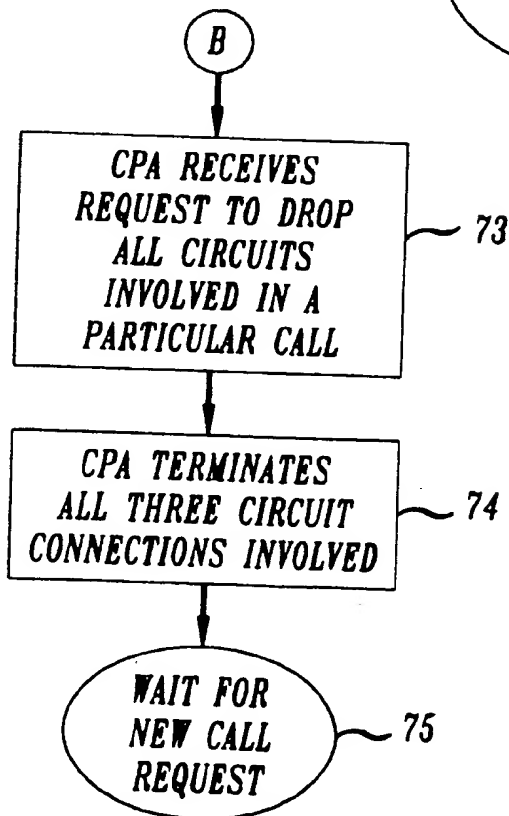 B
CPA RECEIVES
REQUEST TO DROP
ALL CIRCUITS
INVOLVED IN A
PARTICULAR CALL
73
CPA TERMINATES
ALL THREE CIRCUIT
CONNECTIONS INVOLVED
74
WAIT FOR
NEW CALL
REQUEST
75